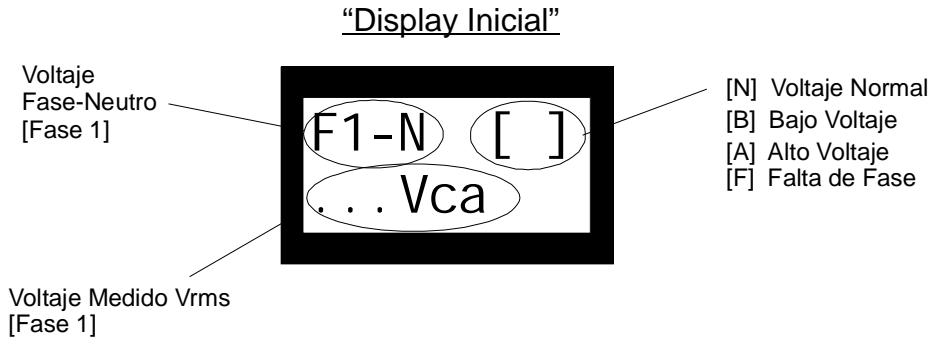 “Display Inicial”
Voltaje
Fase-Neutro
[Fase 1]
F1-N [ ]
...Vca
[N] Voltaje Normal
[B] Bajo Voltaje
[A] Alto Voltaje
[F] Falta de Fase
Voltaje Medido Vrms
[Fase 1]